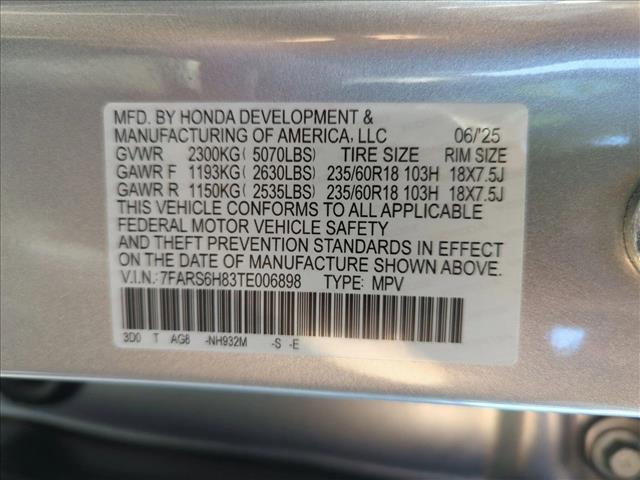 MFD. BY HONDA DEVELOPMENT &
MANUFACTURING OF AMERICA, LLC 06/'25
GVWR 2300KG( 5070LBS) TIRE SIZE RIM SIZE
GAWR F 1193KG( 2630LBS) 235/60R18 103H 18X7.5J
GAWR R 1150KG( 2535LBS) 235/60R18 103H 18X7.5J
THIS VEHICLE CONFORMS TO ALL APPLICABLE
FEDERAL MOTOR VEHICLE SAFETY
AND THEFT PREVENTION STANDARDS IN EFFECT
ON THE DATE OF MANUFACTURE SHOWN ABOVE.
V.I.N.:7FARS6H83TE006898 TYPE: MPV
3D0 T AG8 -NH932M -S -E